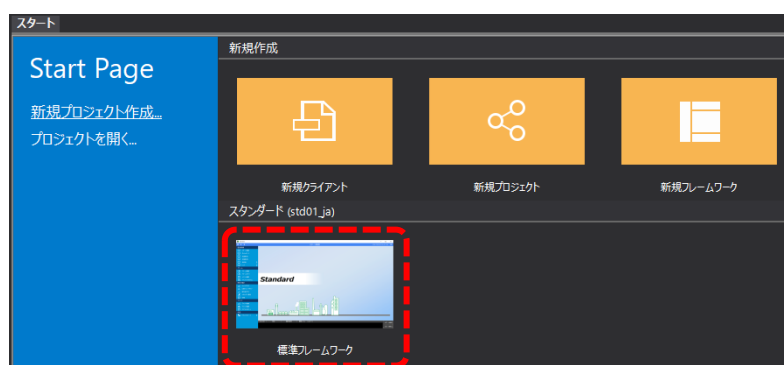 スタート
Start Page
新規プロジェクト作成...
プロジェクトを開く...
新規作成
新規クライアント
新規プロジェクト
新規フレームワーク
スタンダード (std01_ja)
Standard
標準フレームワーク